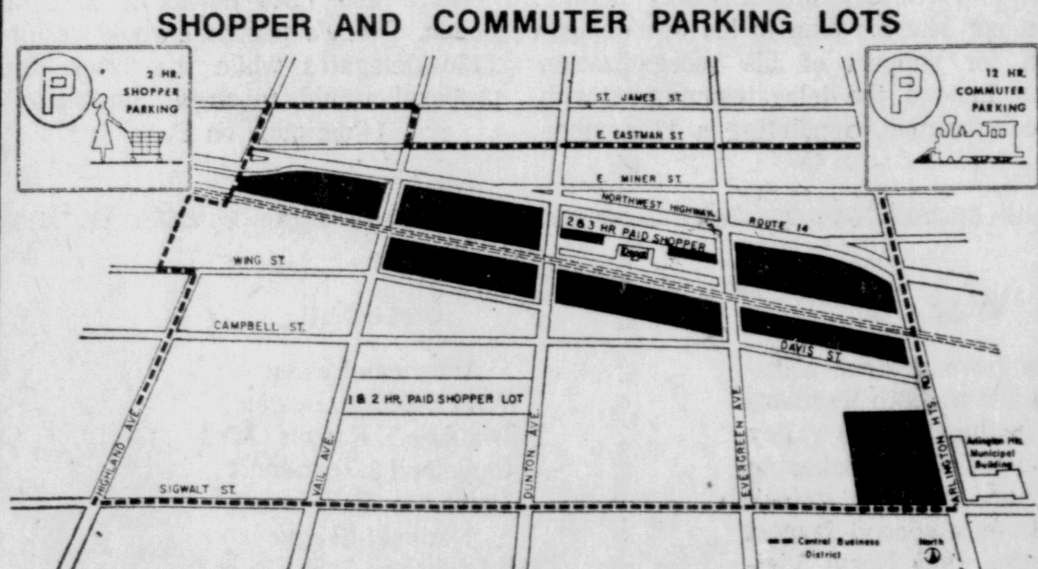 SHOPPER AND COMMUTER PARKING LOTS
P
2 HR.
SHOPPER
PARKING
P
12 HR.
COMMUTER
PARKING
ST. JAMES ST.
E. EASTMAN ST.
E. MINER ST.
NORTHWEST HIGHWAY
ROUTE 14
2 & 3 HR PAID SHOPPER
WING ST.
CAMPBELL ST.
DAVIS ST.
1 & 2 HR. PAID SHOPPER LOT
HIGHLAND AVE.
VAIL AVE.
DUNTON AVE.
EVERGREEN AVE.
ARLINGTON HTS. RD.
Arlington Hts.
Municipal
Building
SIGWALT ST.
Central Business
District
North